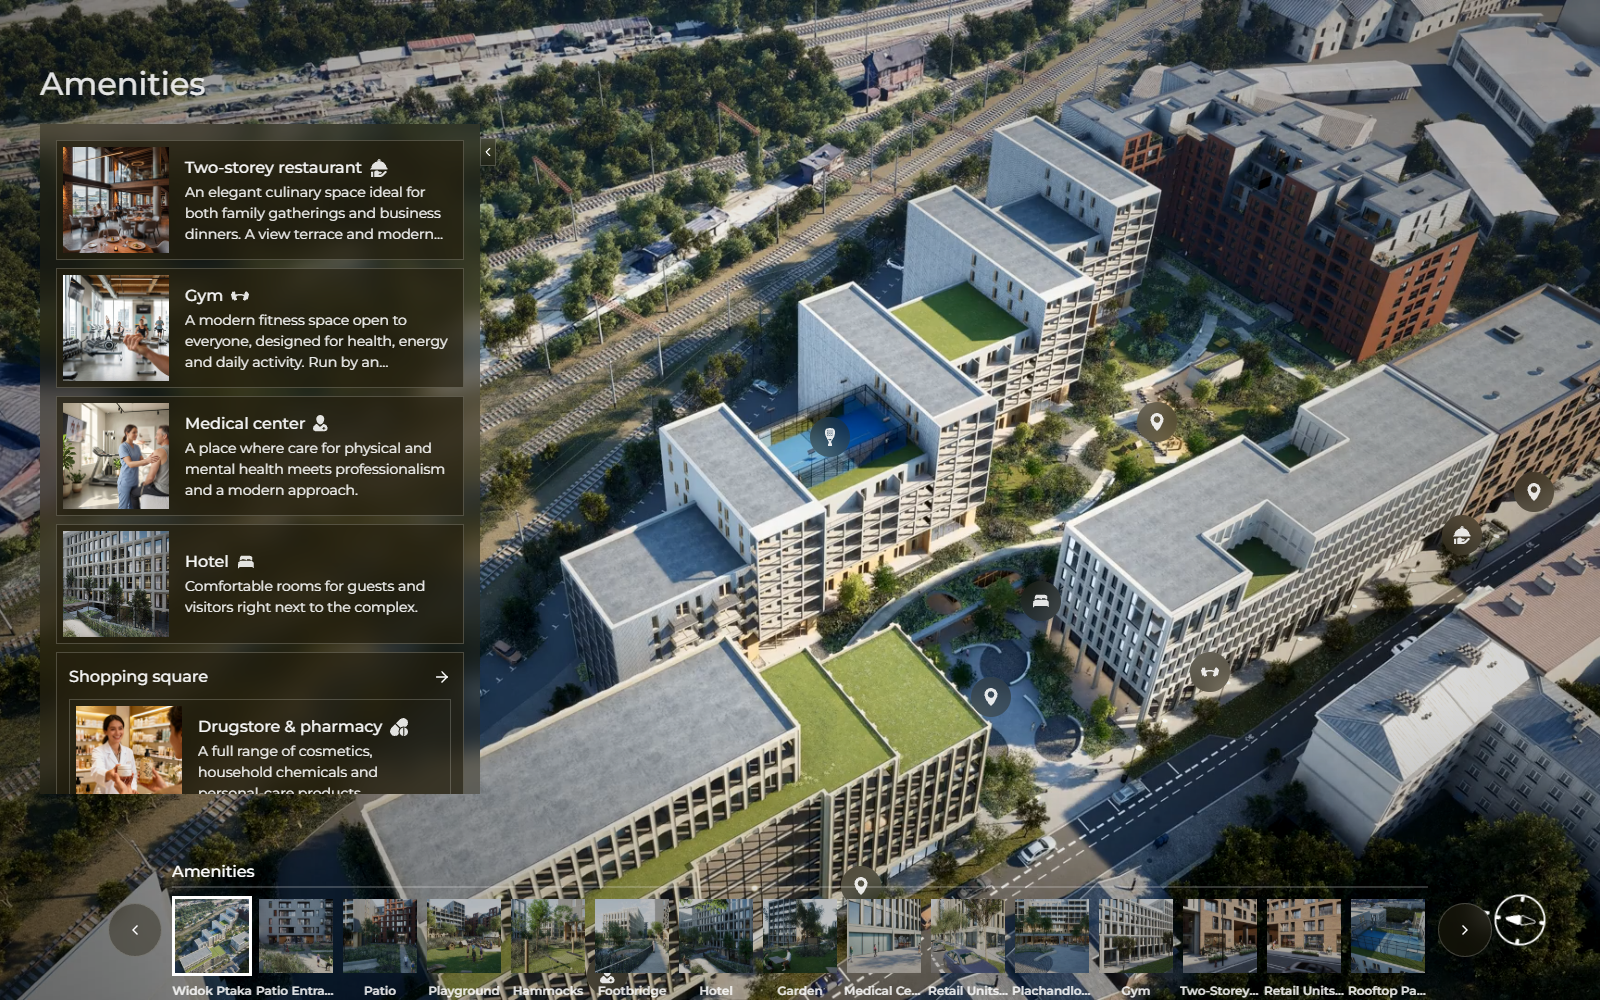 Amenities
Two-storey restaurant
An elegant culinary space ideal for
both family gatherings and business
dinners. A view terrace and modern...
Gym
A modern fitness space open to
everyone, designed for health, energy
and daily activity. Run by an...
Medical center
A place where care for physical and
mental health meets professionalism
and a modern approach.
Hotel
Comfortable rooms for guests and
visitors right next to the complex.
Shopping square
Drugstore & pharmacy
A full range of cosmetics,
household chemicals and
personal-care products
Amenities
Widok Ptaka
Patio Entra...
Patio
Playground
Hammocks
Footbridge
Hotel
Garden
Medical Ce...
Retail Units...
Plachandlo...
Gym
Two-Storey...
Retail Units...
Rooftop Pa...